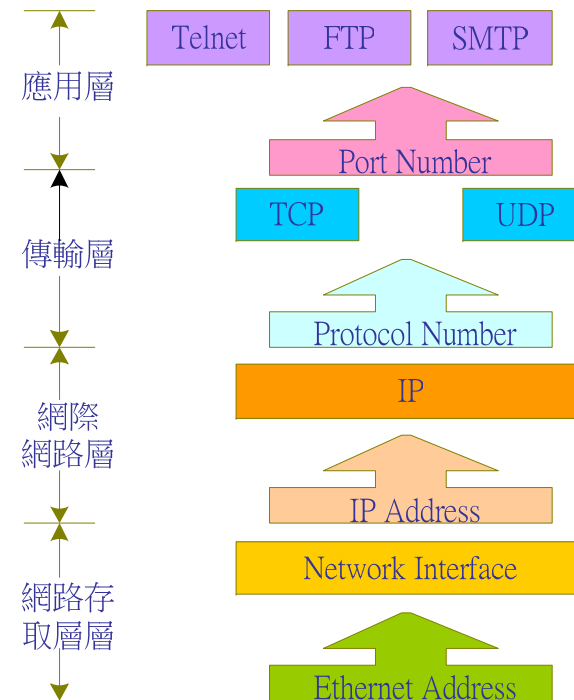 Telnet
FTP
SMTP
應用層
Port Number
TCP
UDP
傳輸層
Protocol Number
IP
網際
網路層
IP Address
Network Interface
網路存
取層層
Ethernet Address